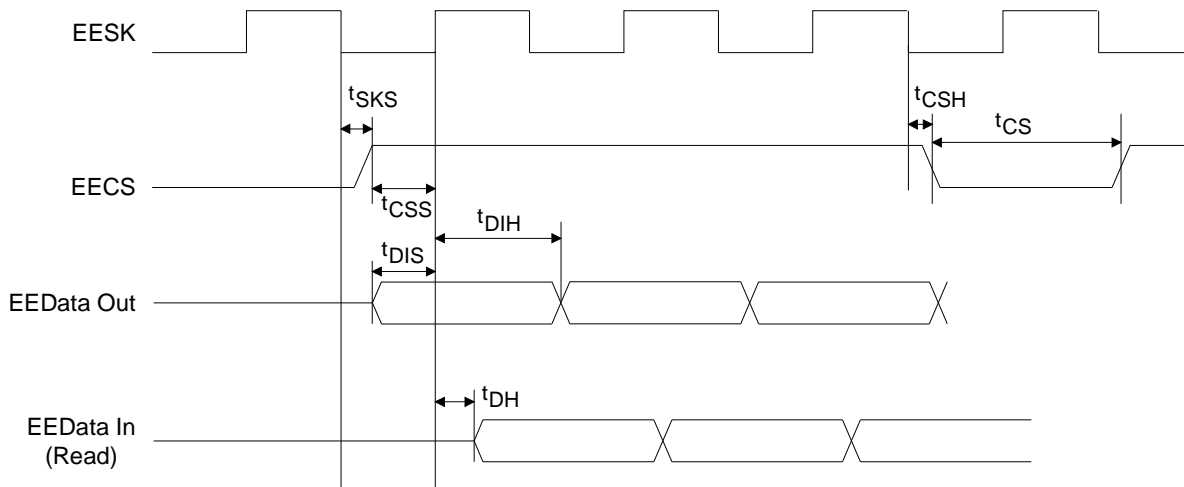 EESK
tSKS
tCSH
tCS
EECS
tCSS
tDIH
tDIS
EEData Out
tDH
EEData In
(Read)